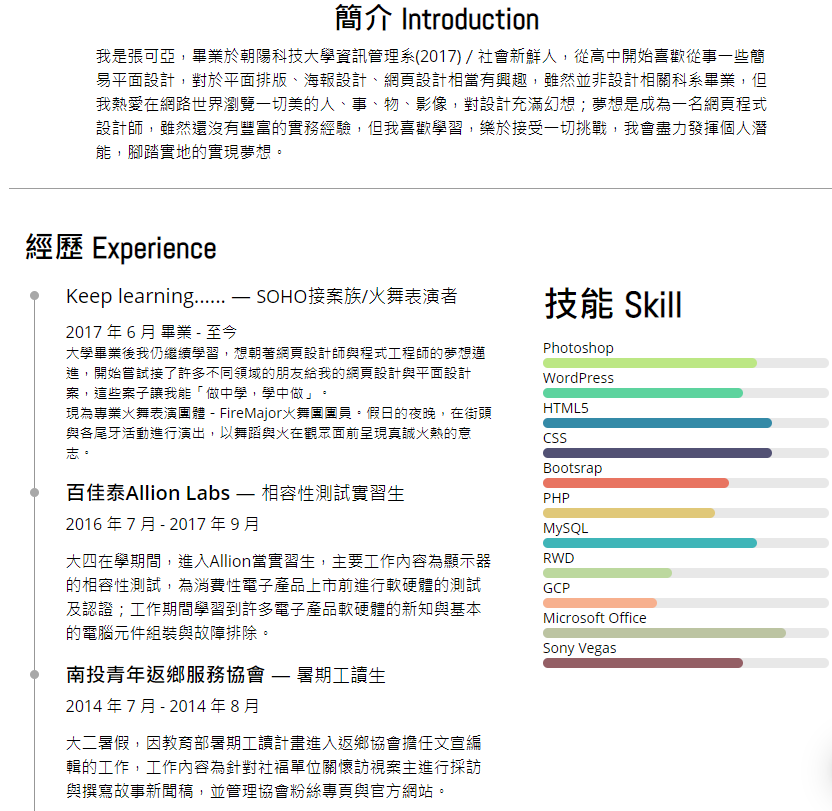 簡介 Introduction
我是張可亞，畢業於朝陽科技大學資訊管理系(2017) / 社會新鮮人，從高中開始喜歡從事一些簡
易平面設計，對於平面排版、海報設計、網頁設計相當有興趣，雖然並非設計相關科系畢業，但
我熱愛在網路世界瀏覽一切美的人、事、物、影像，對設計充滿幻想；夢想是成為一名網頁程式
設計師，雖然還沒有豐富的實務經驗，但我喜歡學習，樂於接受一切挑戰，我會盡力發揮個人潛
能，腳踏實地的實現夢想。
經歷 Experience
Keep learning...... — SOHO接案族/火舞表演者
2017 年 6 月 畢業 - 至今
大學畢業後我仍繼續學習，想朝著網頁設計師與程式工程師的夢想邁
進，開始嘗試接了許多不同領域的朋友給我的網頁設計與平面設計
案，這些案子讓我能「做中學，學中做」。
現為專業火舞表演團體 - FireMajor火舞團團員。假日的夜晚，在街頭
與各尾牙活動進行演出，以舞蹈與火在觀眾面前呈現真誠火熱的意
志。
百佳泰Allion Labs — 相容性測試實習生
2016 年 7 月 - 2017 年 9 月
大四在學期間，進入Allion當實習生，主要工作內容為顯示器
的相容性測試，為消費性電子產品上市前進行軟硬體的測試
及認證；工作期間學習到許多電子產品軟硬體的新知與基本
的電腦元件組裝與故障排除。
南投青年返鄉服務協會 — 暑期工讀生
2014 年 7 月 - 2014 年 8 月
大二暑假，因教育部暑期工讀計畫進入返鄉協會擔任文宣編
輯的工作，工作內容為針對社福單位關懷訪視案主進行採訪
與撰寫故事新聞稿，並管理協會粉絲專頁與官方網站。
技能 Skill
Photoshop
WordPress
HTML5
CSS
Bootsrap
PHP
MySQL
RWD
GCP
Microsoft Office
Sony Vegas